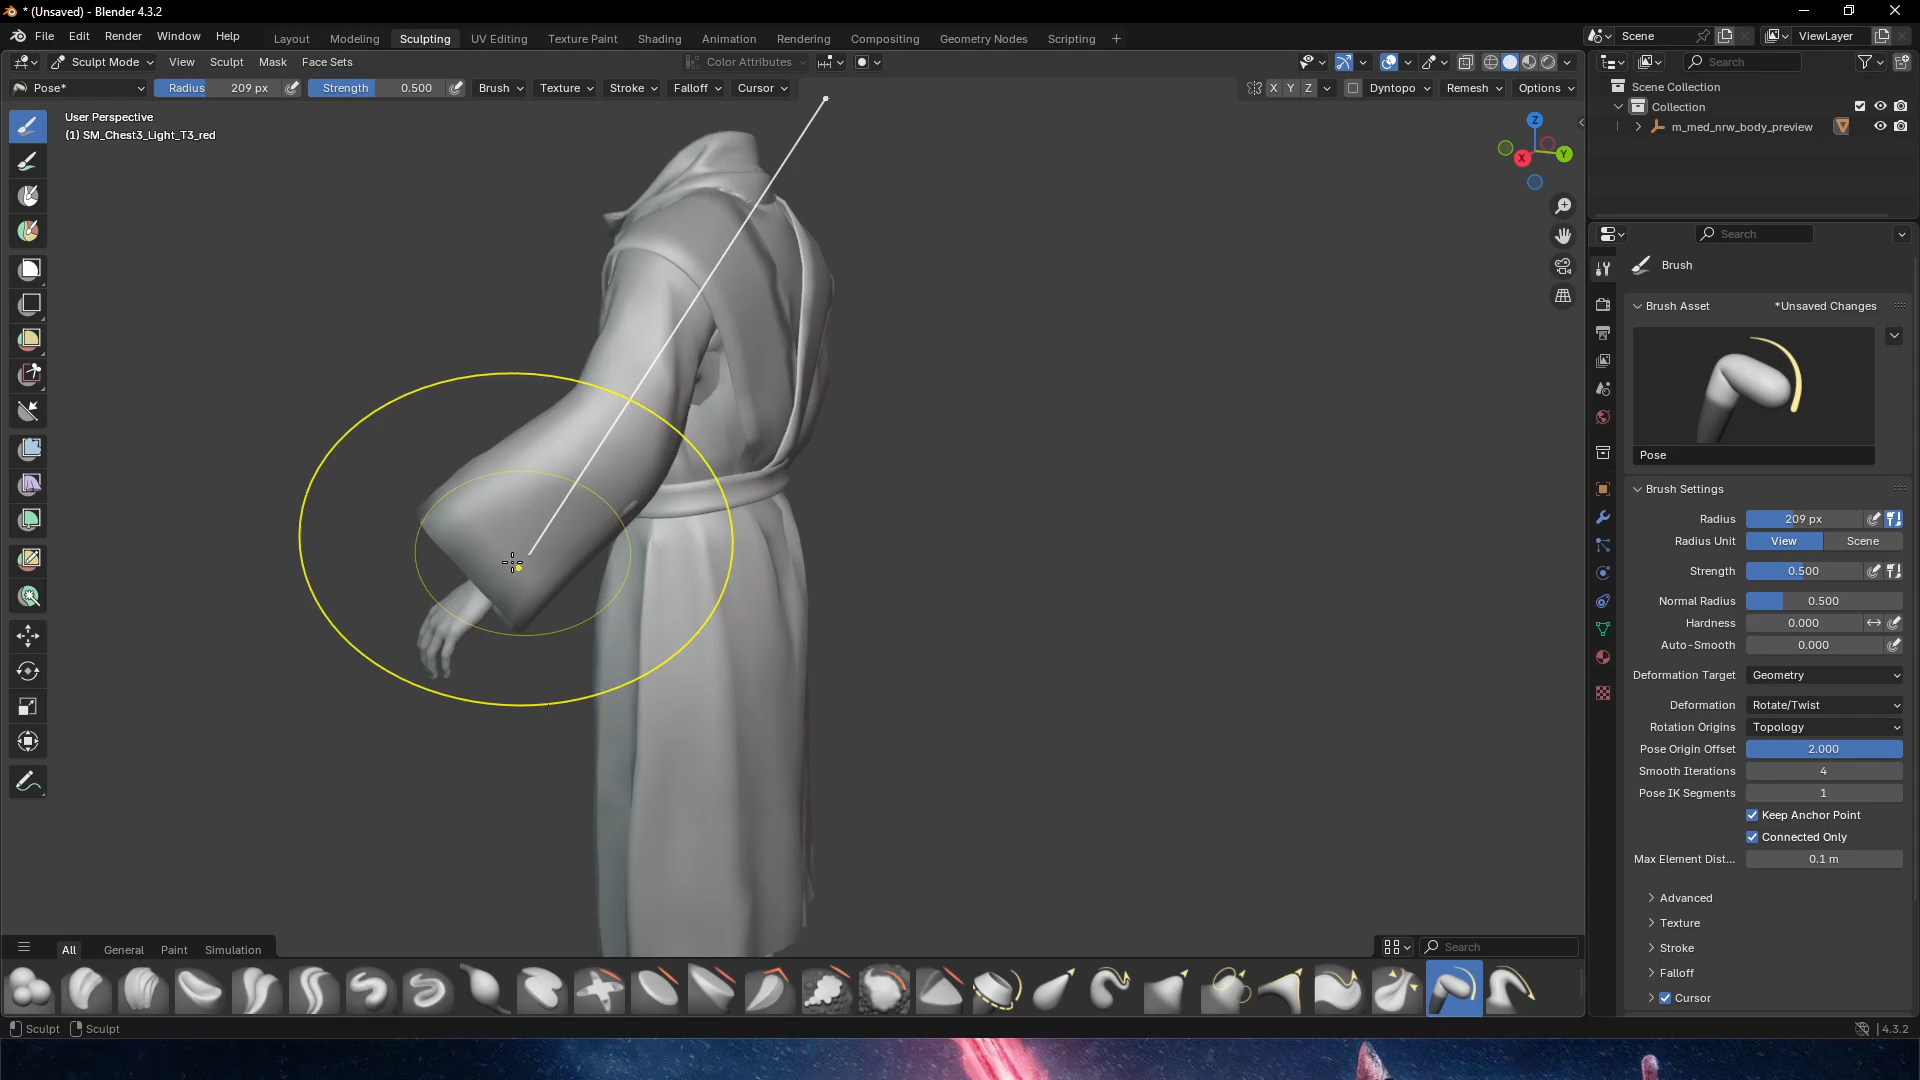 * (Unsaved) - Blender 4.3.2
File Edit Render Window Help
Layout Modeling Sculpting UV Editing Texture Paint Shading Animation Rendering Compositing Geometry Nodes Scripting +
Scene
ViewLayer
Sculpt Mode View Sculpt Mask Face Sets
Color Attributes
Search
Pose*
Radius 209 px
Strength 0.500
Brush Texture Stroke Falloff Cursor
X Y Z
Dyntopo Remesh Options
Scene Collection
Collection
m_med_nrw_body_preview
User Perspective
(1) SM_Chest3_Light_T3_red
Z
X
Y
Search
Brush
Brush Asset *Unsaved Changes
Pose
Brush Settings
Radius 209 px
Radius Unit View Scene
Strength 0.500
Normal Radius 0.500
Hardness 0.000
Auto-Smooth 0.000
Deformation Target Geometry
Deformation Rotate/Twist
Rotation Origins Topology
Pose Origin Offset 2.000
Smooth Iterations 4
Pose IK Segments 1
Keep Anchor Point
Connected Only
Max Element Dist... 0.1 m
Advanced
Texture
Stroke
Falloff
Cursor
All General Paint Simulation
Search
Sculpt Sculpt
4.3.2